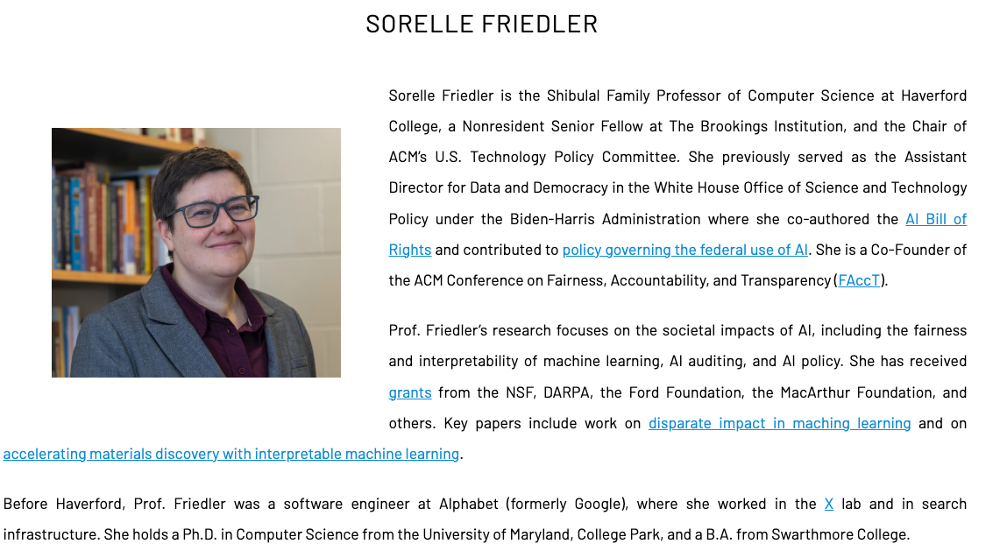 SORELLE FRIEDLER
Sorelle Friedler is the Shibulal Family Professor of Computer Science at Haverford
College, a Nonresident Senior Fellow at The Brookings Institution, and the Chair of
ACM's U.S. Technology Policy Committee. She previously served as the Assistant
Director for Data and Democracy in the White House Office of Science and Technology
Policy under the Biden-Harris Administration where she co-authored the AI Bill of
Rights and contributed to policy governing the federal use of AI. She is a Co-Founder of
the ACM Conference on Fairness, Accountability, and Transparency (FAccT).
Prof. Friedler's research focuses on the societal impacts of AI, including the fairness
and interpretability of machine learning, AI auditing, and AI policy. She has received
grants from the NSF, DARPA, the Ford Foundation, the MacArthur Foundation, and
others. Key papers include work on disparate impact in maching learning and on
accelerating materials discovery with interpretable machine learning.
Before Haverford, Prof. Friedler was a software engineer at Alphabet (formerly Google), where she worked in the X lab and in search
infrastructure. She holds a Ph.D. in Computer Science from the University of Maryland, College Park, and a B.A. from Swarthmore College.